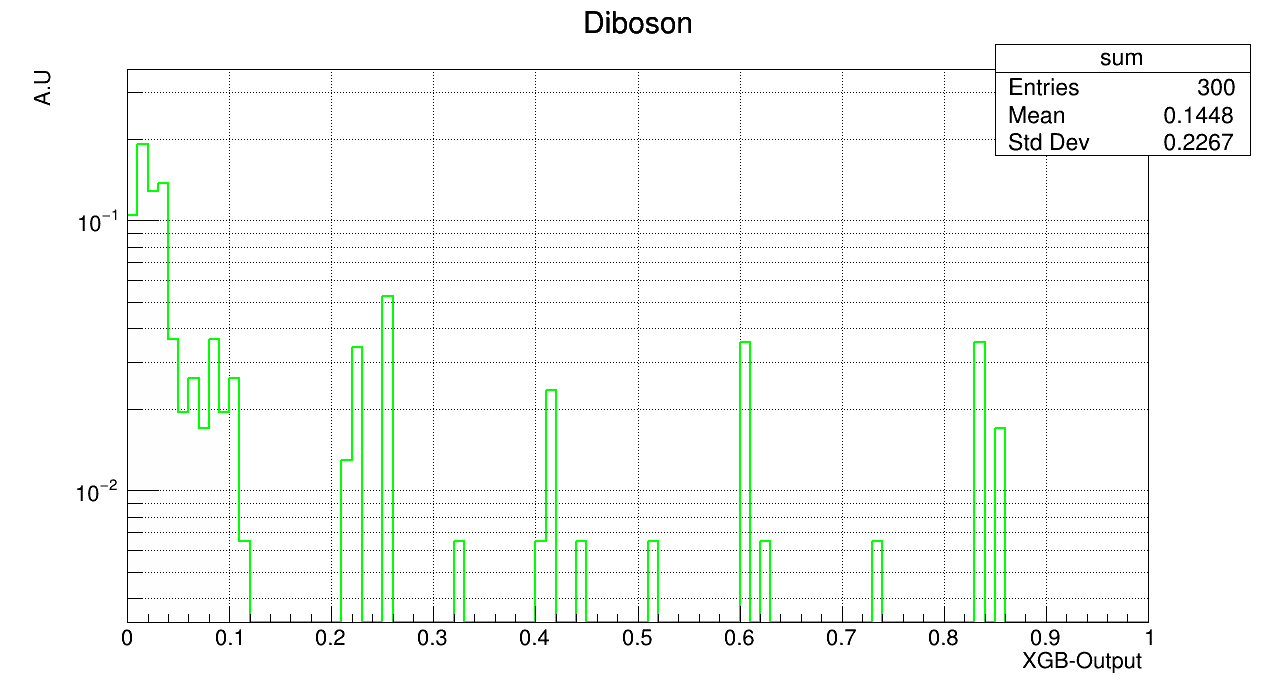 Diboson
A.U
sum
Entries 300
Mean 0.1448
Std Dev 0.2267
10⁻¹
10⁻²
0 0.1 0.2 0.3 0.4 0.5 0.6 0.7 0.8 0.9 1
XGB-Output